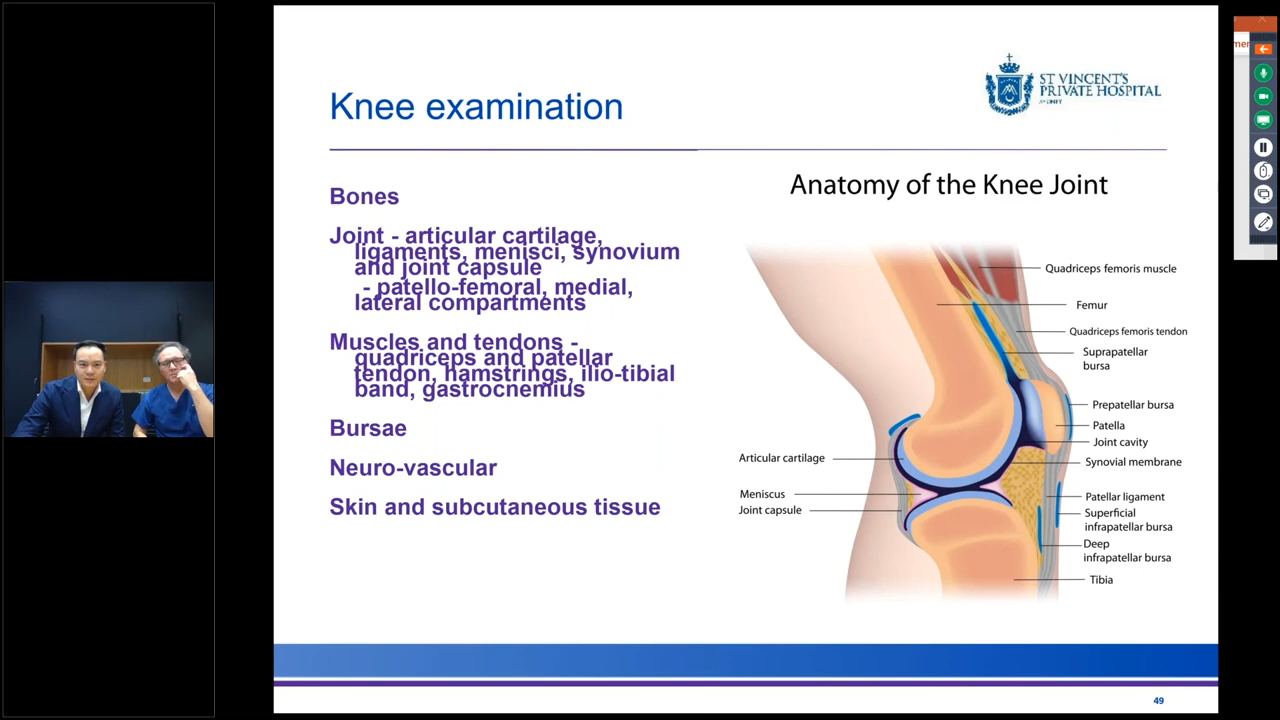 Knee examination
ST VINCENT'S
PRIVATE HOSPITAL
SYDNEY
Bones
Joint - articular cartilage,
ligaments, menisci, synovium
and joint capsule
- patello-femoral, medial,
lateral compartments
Muscles and tendons -
quadriceps and patellar
tendon, hamstrings, ilio-tibial
band, gastrocnemius
Bursae
Neuro-vascular
Skin and subcutaneous tissue
Anatomy of the Knee Joint
Quadriceps femoris muscle
Femur
Quadriceps femoris tendon
Suprapatellar
bursa
Prepatellar bursa
Patella
Joint cavity
Synovial membrane
Patellar ligament
Superficial
infrapatellar bursa
Deep
infrapatellar bursa
Tibia
Articular cartilage
Meniscus
Joint capsule
49